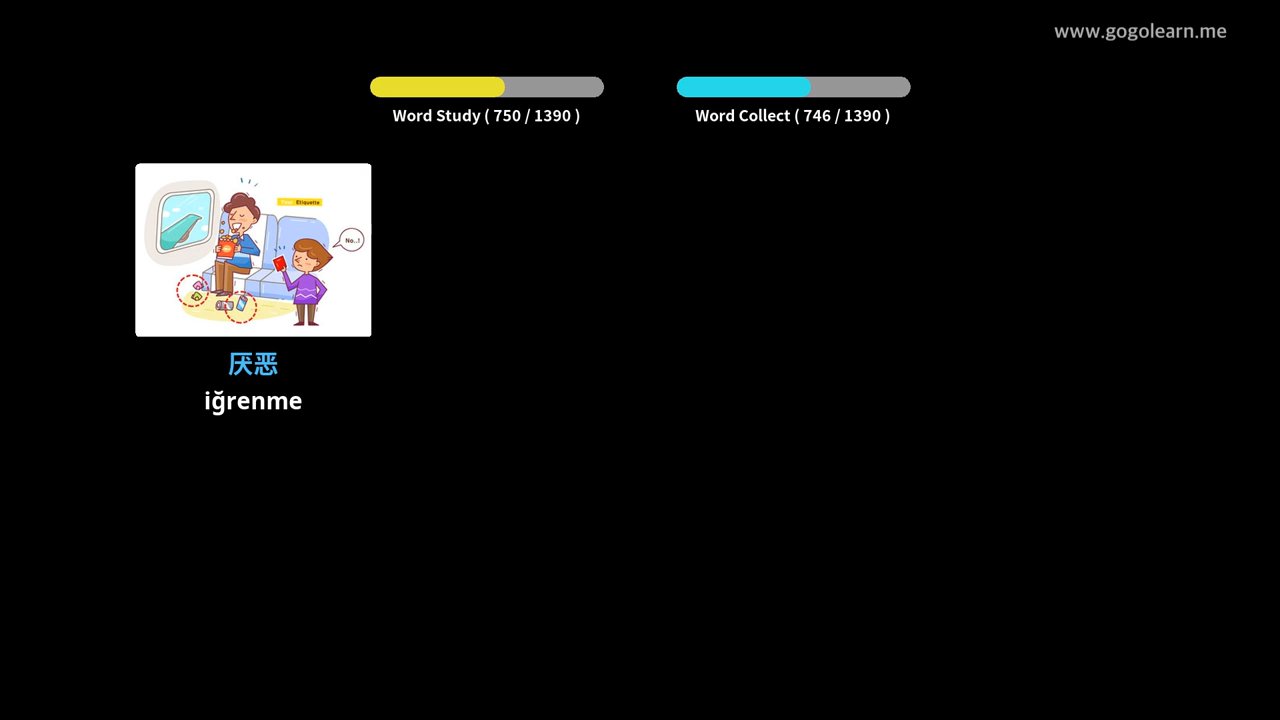 www.gogolearn.me
Word Study ( 750 / 1390 )
Word Collect ( 746 / 1390 )
Etiquette
No..!
厌恶
iğrenme